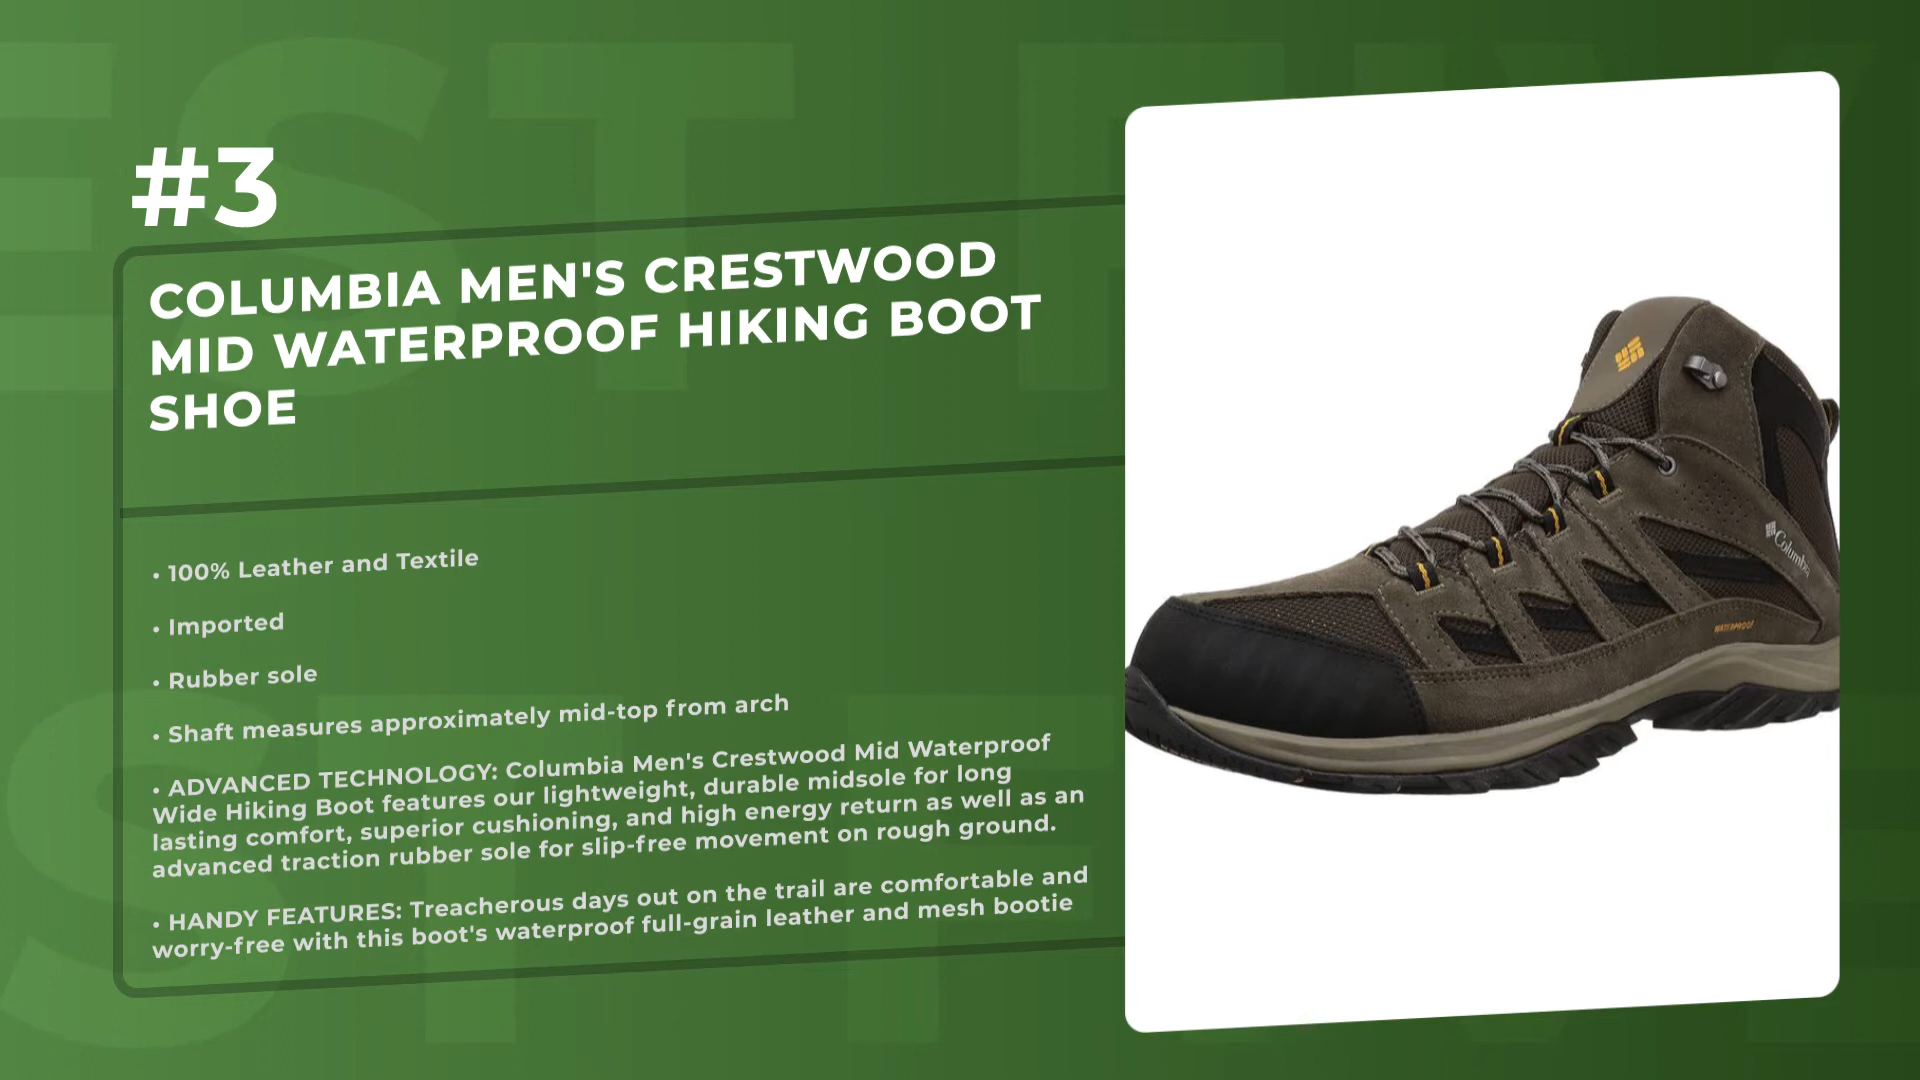 #3
COLUMBIA MEN'S CRESTWOOD
MID WATERPROOF HIKING BOOT
SHOE
• 100% Leather and Textile
• Imported
• Rubber sole
• Shaft measures approximately mid-top from arch
• ADVANCED TECHNOLOGY: Columbia Men's Crestwood Mid Waterproof
Wide Hiking Boot features our lightweight, durable midsole for long
lasting comfort, superior cushioning, and high energy return as well as an
advanced traction rubber sole for slip-free movement on rough ground.
• HANDY FEATURES: Treacherous days out on the trail are comfortable and
worry-free with this boot's waterproof full-grain leather and mesh bootie
Columbia
WATERPROOF